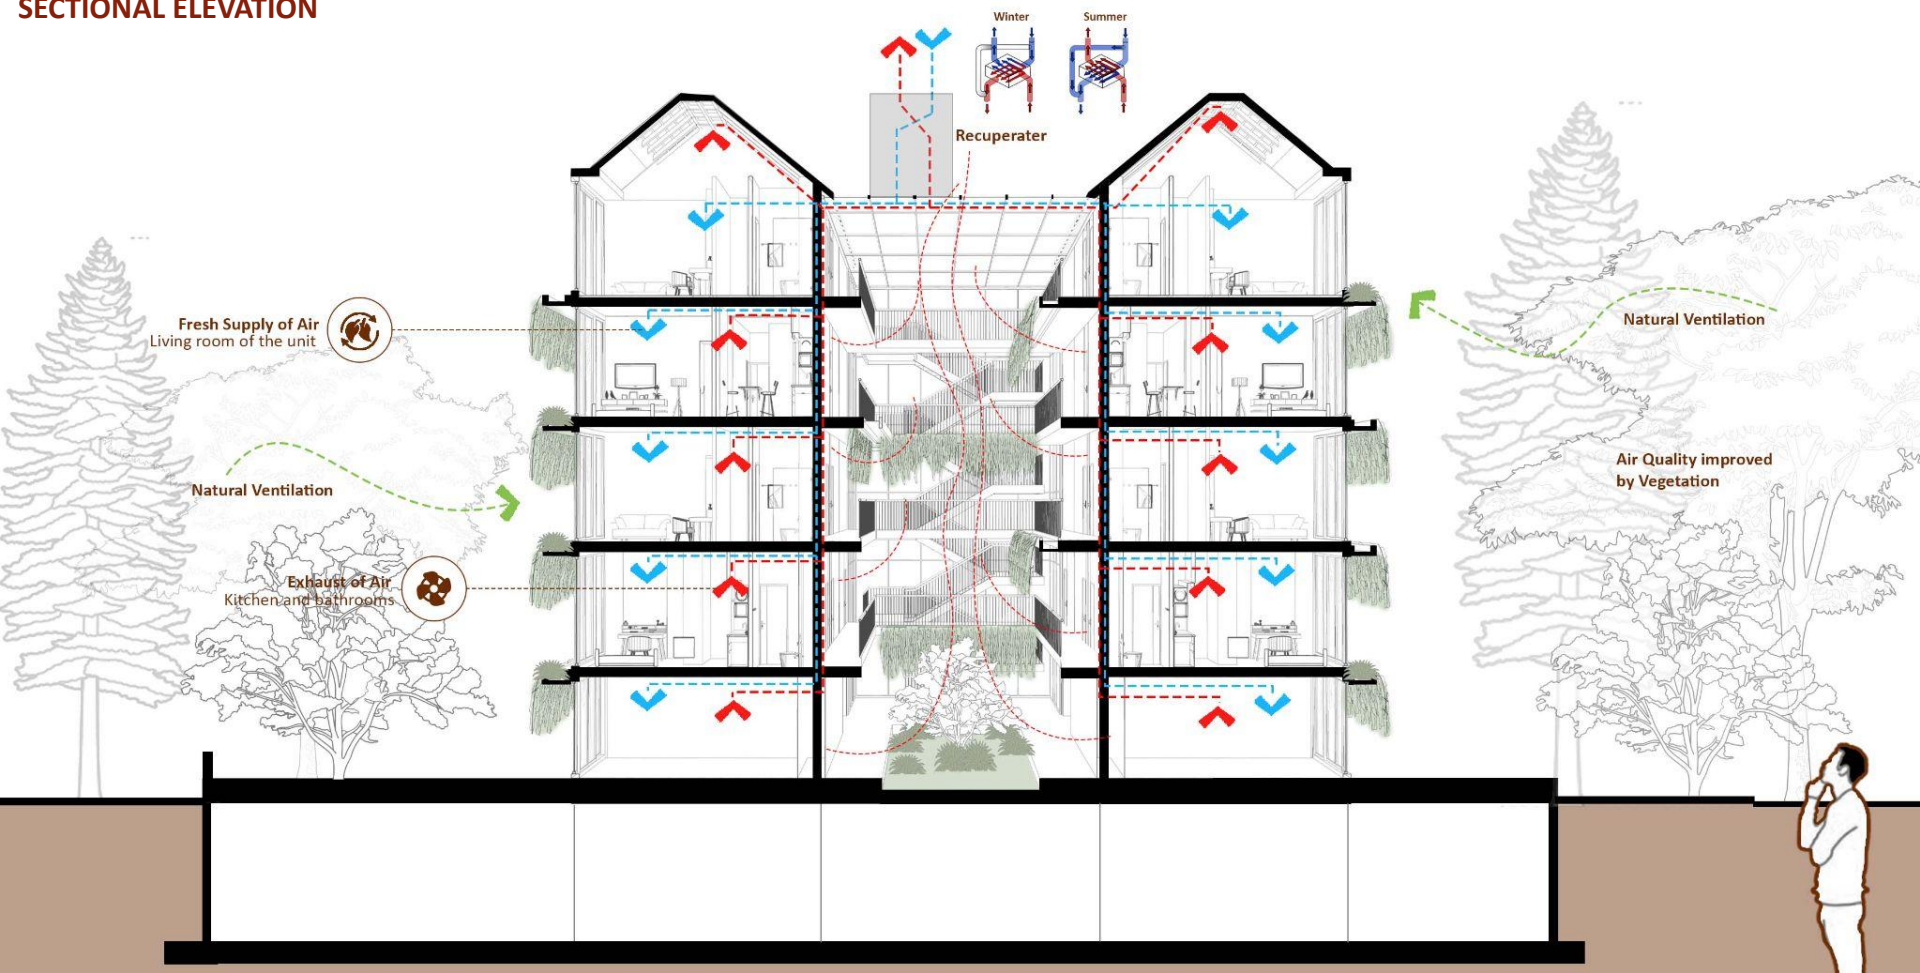 SECTIONAL ELEVATION
Winter
Summer
Recuperater
Fresh Supply of Air
Living room of the unit
Natural Ventilation
Natural Ventilation
Air Quality improved
by Vegetation
Exhaust of Air
Kitchen and bathrooms